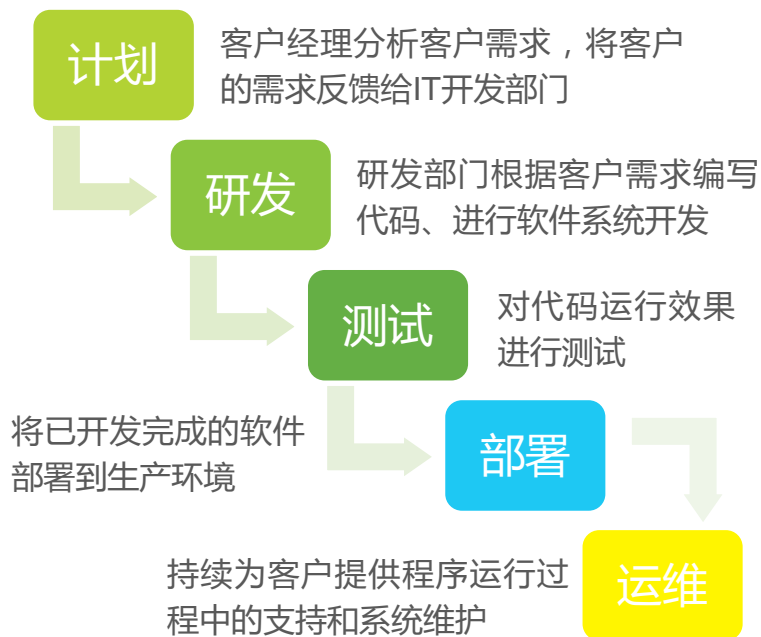 计划
客户经理分析客户需求，将客户
的需求反馈给IT开发部门
研发
研发部门根据客户需求编写
代码、进行软件系统开发
测试
对代码运行效果
进行测试
将已开发完成的软件
部署到生产环境
部署
持续为客户提供程序运行过
程中的支持和系统维护
运维